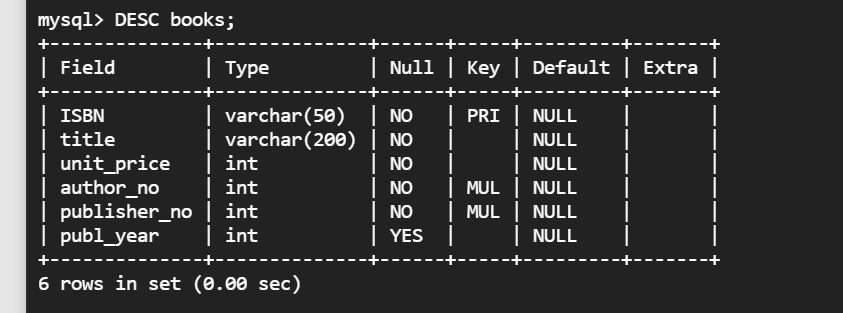 mysql> DESC books;
+--------------+--------------+------+-----+---------+-------+
| Field        | Type         | Null | Key | Default | Extra |
+--------------+--------------+------+-----+---------+-------+
| ISBN         | varchar(50)  | NO   | PRI | NULL    |       |
| title        | varchar(200) | NO   |     | NULL    |       |
| unit_price   | int          | NO   |     | NULL    |       |
| author_no    | int          | NO   | MUL | NULL    |       |
| publisher_no | int          | NO   | MUL | NULL    |       |
| publ_year    | int          | YES  |     | NULL    |       |
+--------------+--------------+------+-----+---------+-------+
6 rows in set (0.00 sec)